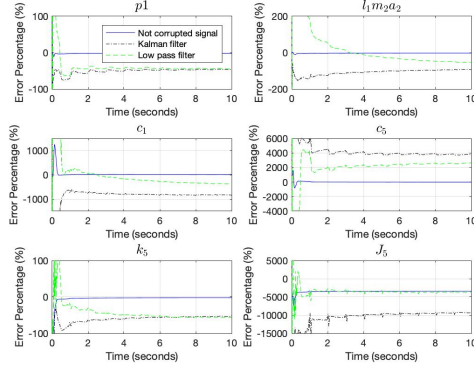 p1
l₁m₂a₂
Error Percentage (%)
100
0
-100
Not corrupted signal
Kalman filter
Low pass filter
0 2 4 6 8 10
Time (seconds)
Error Percentage (%)
200
0
-200
0 2 4 6 8 10
Time (seconds)
c₁
c₅
Error Percentage (%)
1000
0
-1000
0 2 4 6 8 10
Time (seconds)
Error Percentage (%)
6000
4000
2000
0
-2000
-4000
0 2 4 6 8 10
Time (seconds)
k₅
J₅
Error Percentage (%)
100
0
-100
0 2 4 6 8 10
Time (seconds)
Error Percentage (%)
5000
0
-5000
-10000
-15000
0 2 4 6 8 10
Time (seconds)